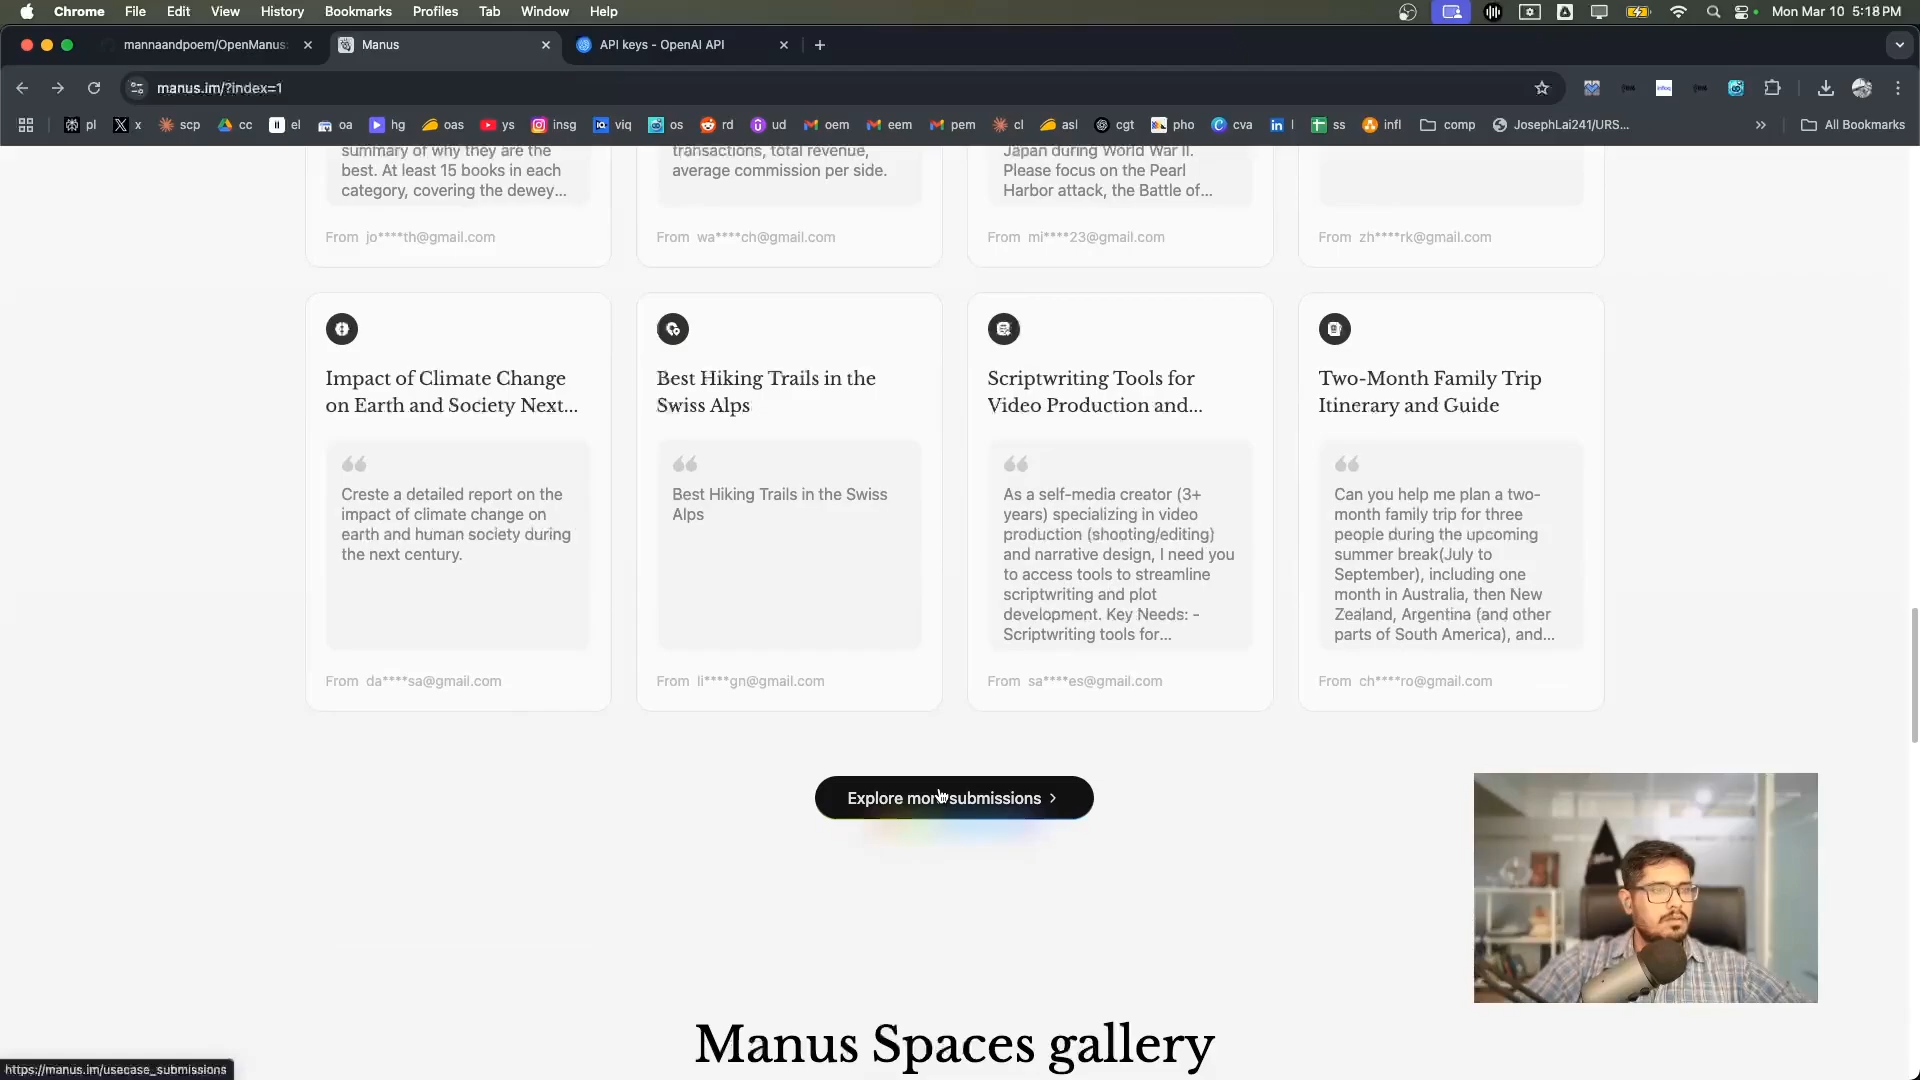 Chrome File Edit View History Bookmarks Profiles Tab Window Help
Mon Mar 10 5:18 PM
mannaandpoem/OpenManus:
Manus
API keys - OpenAI API
manus.im/?index=1
pl x scp cc el oa hg oas ys insg viq os rd ud oem eem pem cl asl cgt pho cva l ss infl comp JosephLai241/URS... » All Bookmarks
summary of why they are the
best. At least 15 books in each
category, covering the dewey...
From jo****th@gmail.com
transactions, total revenue,
average commission per side.
From wa****ch@gmail.com
Japan during World War II.
Please focus on the Pearl
Harbor attack, the Battle of...
From mi****23@gmail.com
From zh****rk@gmail.com
Impact of Climate Change
on Earth and Society Next...
Creste a detailed report on the
impact of climate change on
earth and human society during
the next century.
From da****sa@gmail.com
Best Hiking Trails in the
Swiss Alps
Best Hiking Trails in the Swiss
Alps
From li****gn@gmail.com
Scriptwriting Tools for
Video Production and...
As a self-media creator (3+
years) specializing in video
production (shooting/editing)
and narrative design, I need you
to access tools to streamline
scriptwriting and plot
development. Key Needs: -
Scriptwriting tools for...
From sa****es@gmail.com
Two-Month Family Trip
Itinerary and Guide
Can you help me plan a two-
month family trip for three
people during the upcoming
summer break(July to
September), including one
month in Australia, then New
Zealand, Argentina (and other
parts of South America), and...
From ch****ro@gmail.com
Explore more submissions
Manus Spaces gallery
https://manus.im/usecase_submissions